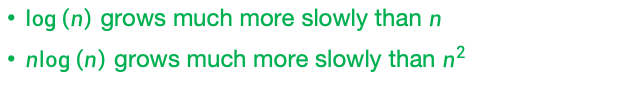 • log (n) grows much more slowly than n
• nlog (n) grows much more slowly than n²